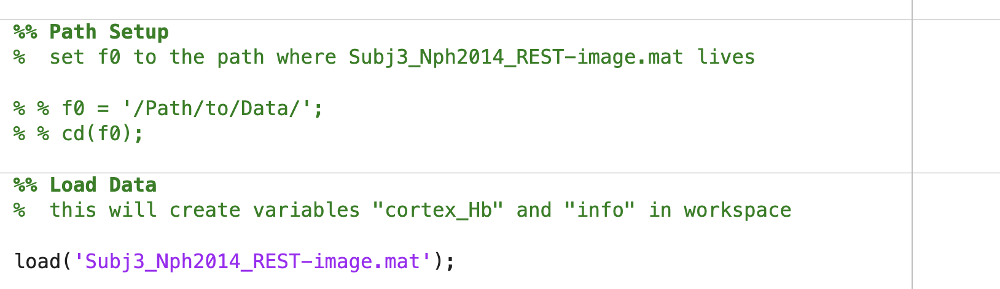 %% Path Setup
%  set f0 to the path where Subj3_Nph2014_REST-image.mat lives
% % f0 = '/Path/to/Data/';
% % cd(f0);
%% Load Data
%  this will create variables "cortex_Hb" and "info" in workspace
load('Subj3_Nph2014_REST-image.mat');